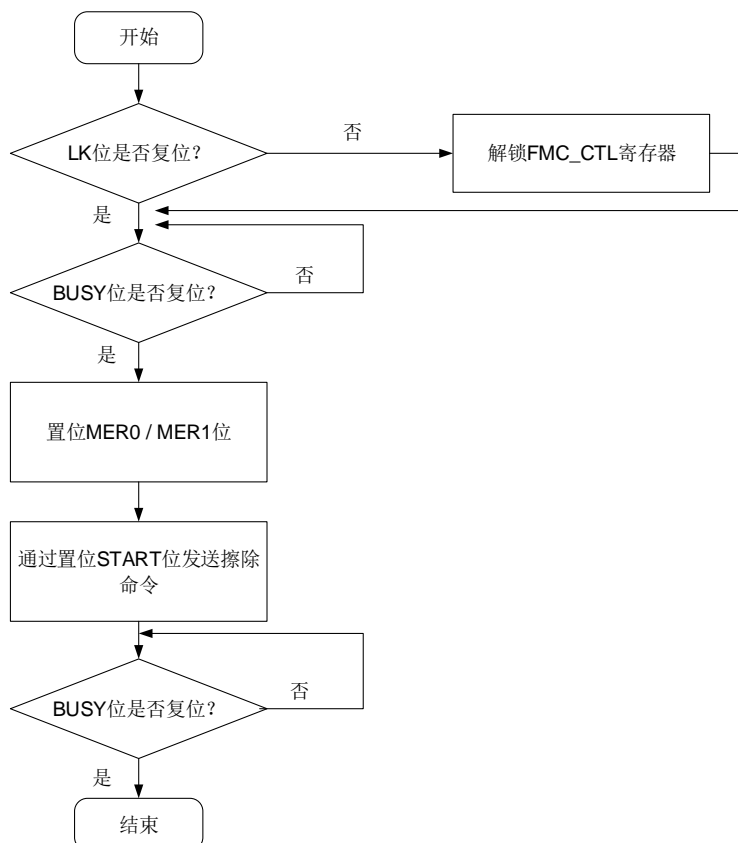 开始
LK位是否复位？
否
解锁FMC_CTL寄存器
是
BUSY位是否复位？
否
是
置位MER0 / MER1位
通过置位START位发送擦除
命令
BUSY位是否复位？
否
是
结束